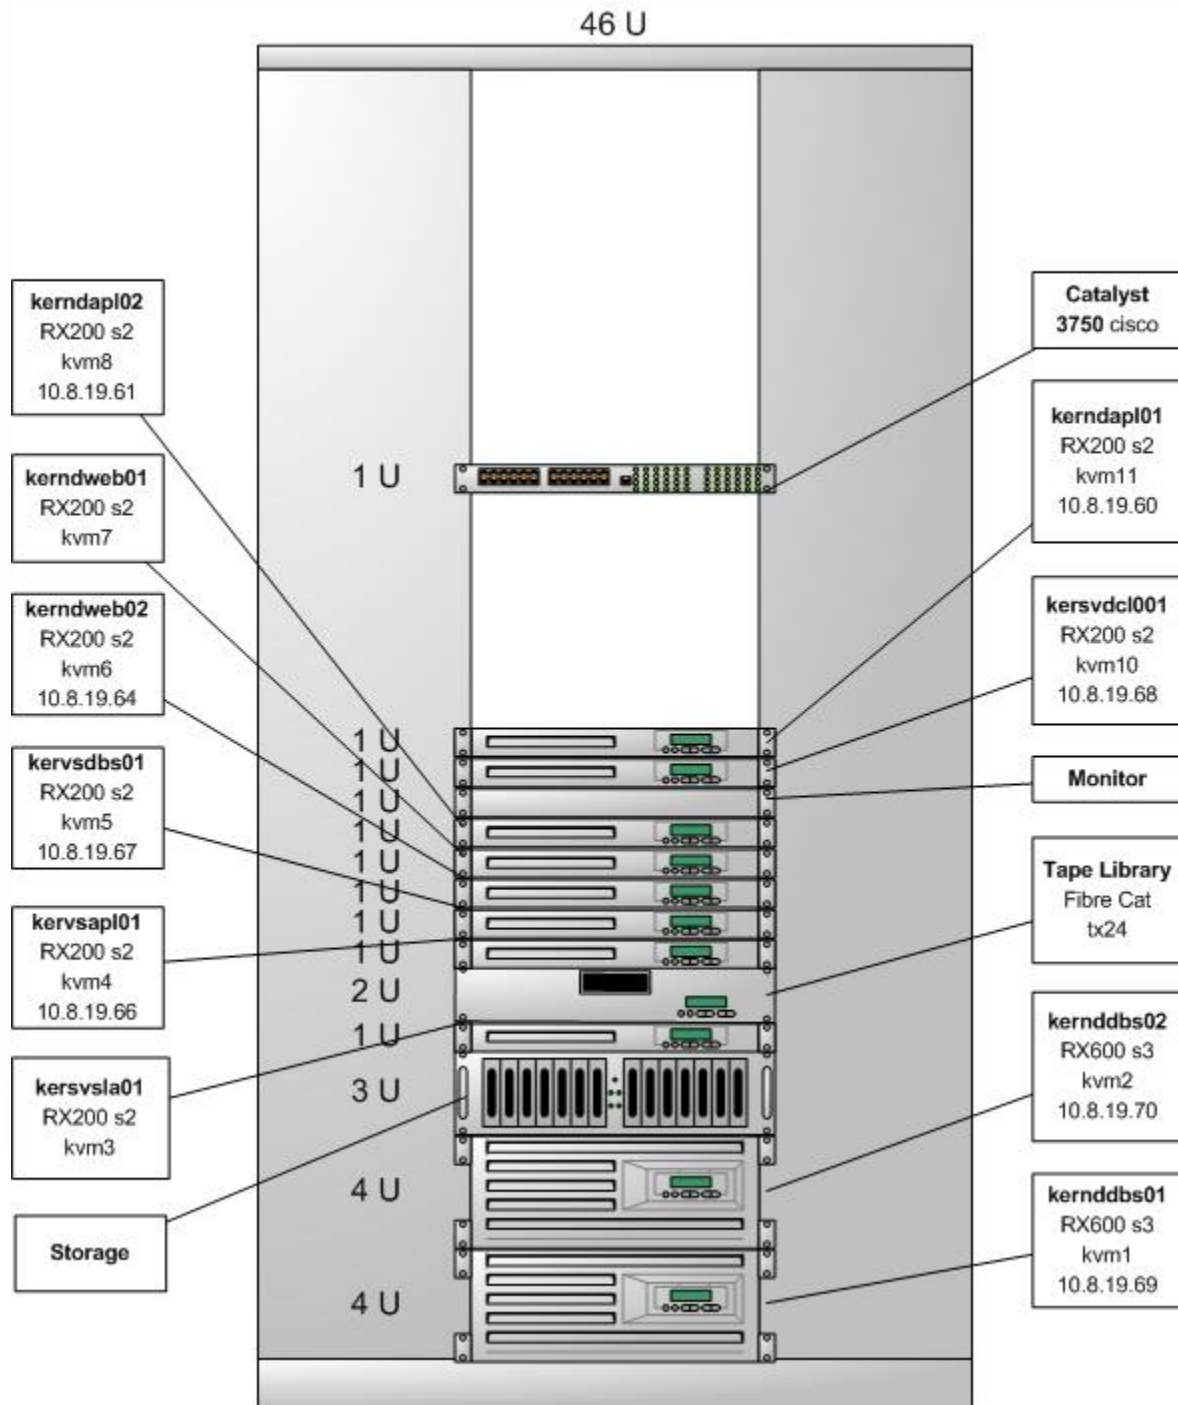 46 U
kerndapl02
RX200 s2
kvm8
10.8.19.61
kerndweb01
RX200 s2
kvm7
kerndweb02
RX200 s2
kvm6
10.8.19.64
kervsdbs01
RX200 s2
kvm5
10.8.19.67
kervsapl01
RX200 s2
kvm4
10.8.19.66
kersvsla01
RX200 s2
kvm3
Storage
1 U
1 U
1 U
1 U
1 U
1 U
1 U
1 U
1 U
2 U
1 U
3 U
4 U
4 U
Catalyst
3750 cisco
kerndapl01
RX200 s2
kvm11
10.8.19.60
kersvdcl001
RX200 s2
kvm10
10.8.19.68
Monitor
Tape Library
Fibre Cat
tx24
kernddbs02
RX600 s3
kvm2
10.8.19.70
kernddbs01
RX600 s3
kvm1
10.8.19.69